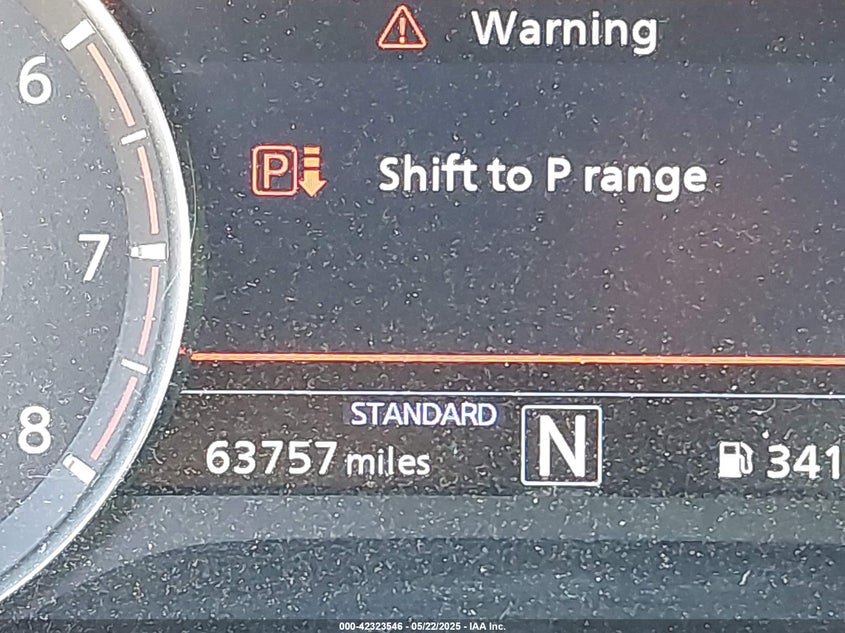 Warning
6
P Shift to P range
7
STANDARD
8 63757 miles N 341
000-42323546 - 05/22/2025 - IAA Inc.